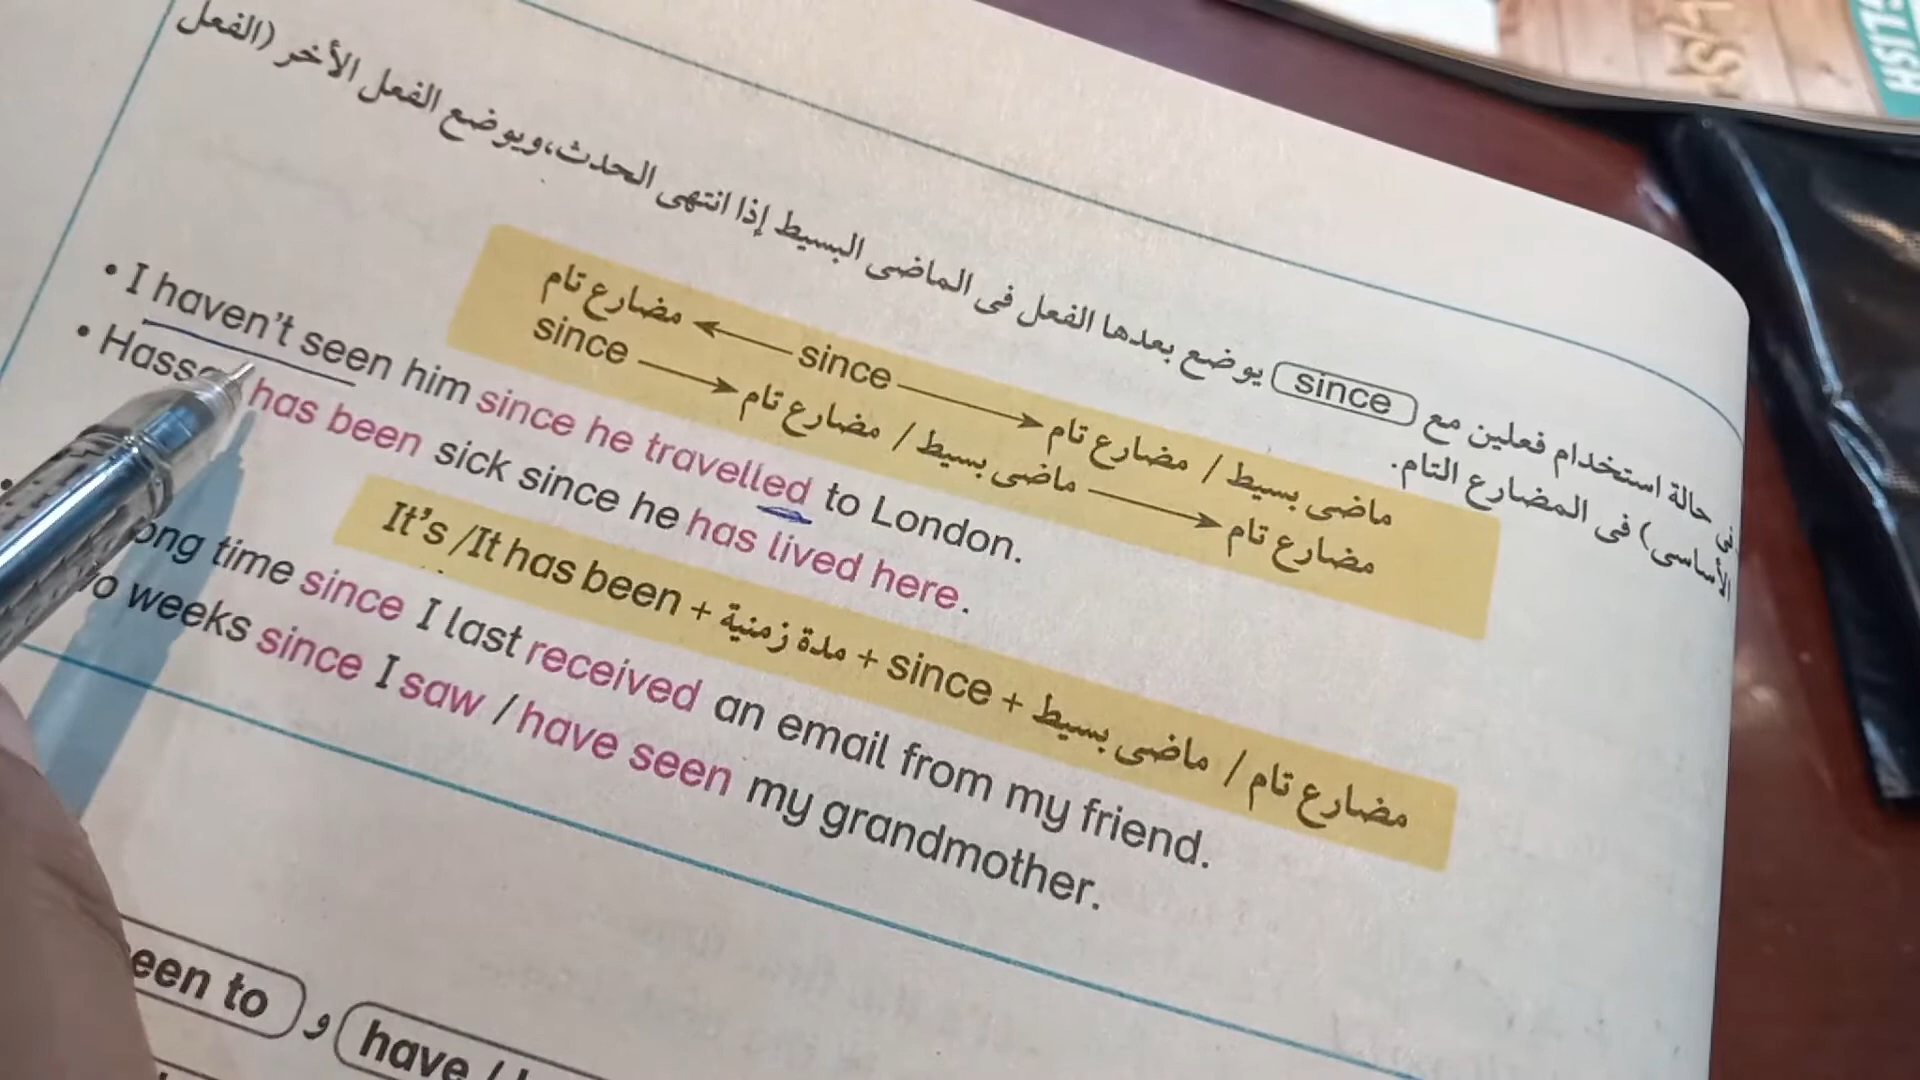 في حالة استخدام فعلين مع since يوضع بعدها الفعل فى الماضى البسيط إذا انتهى الحدث، ويوضع الفعل الأخر (الفعل
الأساسى) فى المضارع التام.
مضارع تام ← since → ماضى بسيط / مضارع تام
since → ماضى بسيط / مضارع تام → مضارع تام
• I haven't seen him since he travelled to London.
• Hassan has been sick since he has lived here.
It's /It has been + مدة زمنية + since + ماضى بسيط / مضارع تام
long time since I last received an email from my friend.
weeks since I saw / have seen my grandmother.
een to و have /